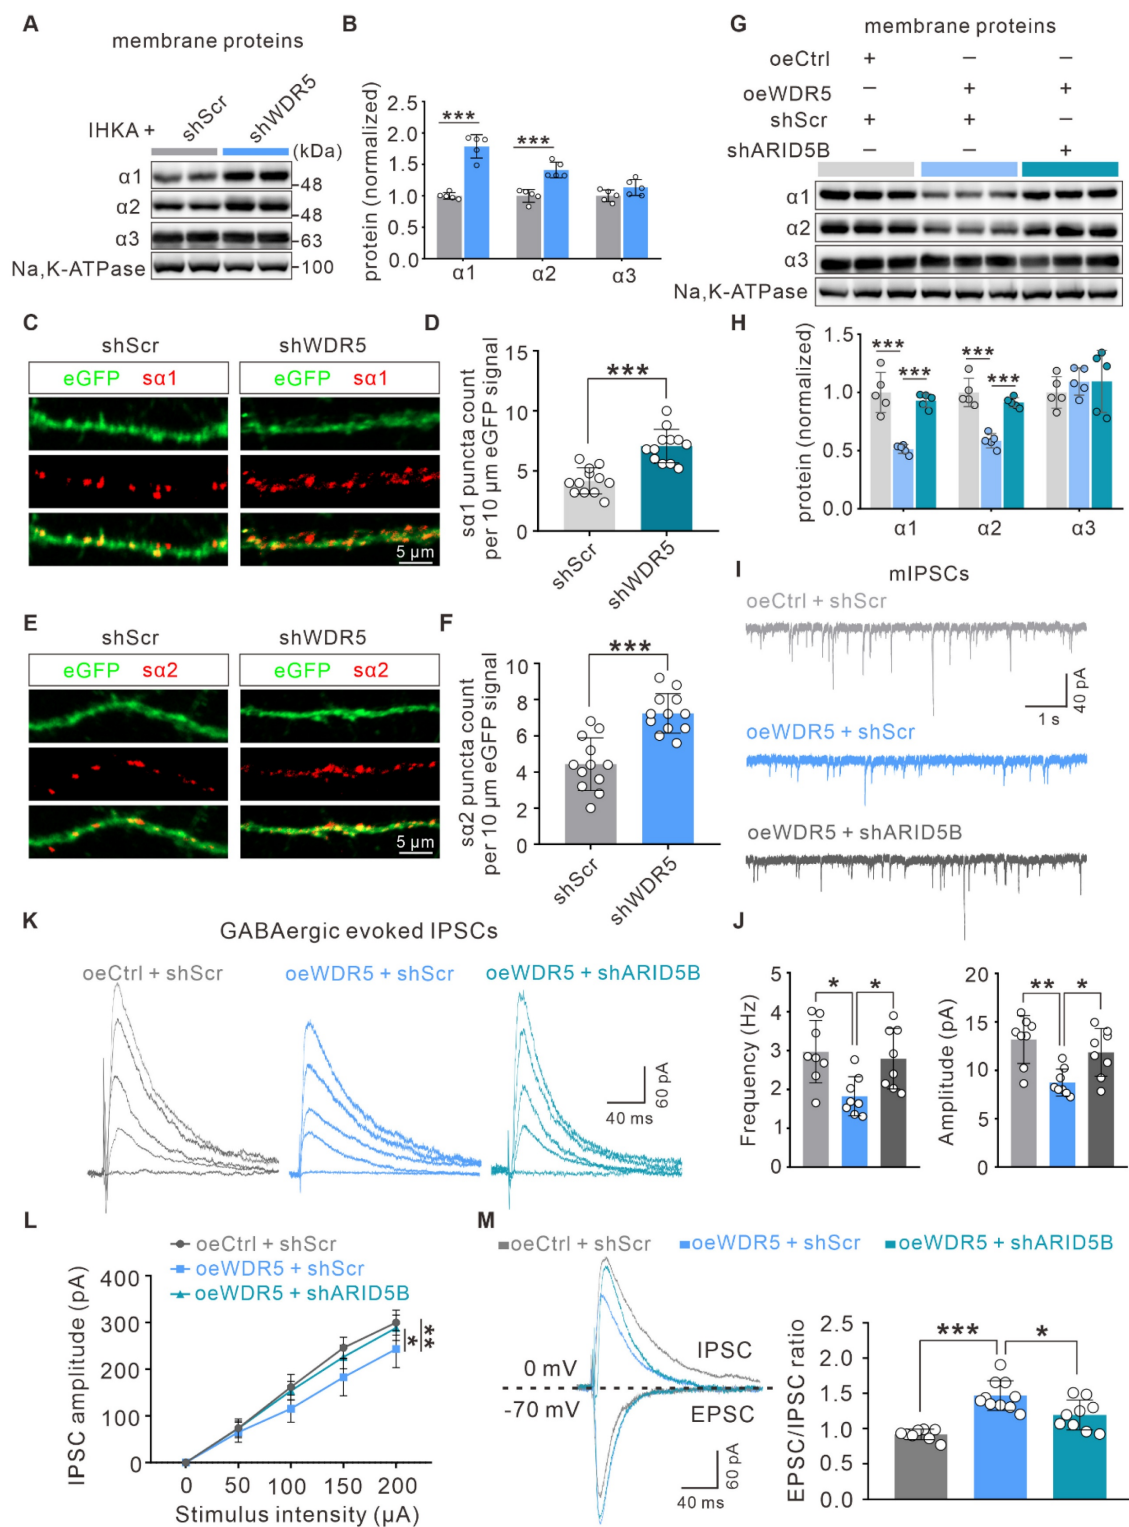 A
membrane proteins
IHKA +
shScr
shWDR5
(kDa)
α1
48
α2
48
α3
63
Na,K-ATPase
100
B
protein (normalized)
2.5
2.0
1.5
1.0
0.5
0.0
***
***
α1
α2
α3
G
membrane proteins
oeCtrl + − −
oeWDR5 − + +
shScr + + −
shARID5B − − +
α1
α2
α3
Na,K-ATPase
C
shScr
shWDR5
eGFP sα1
eGFP sα1
5 µm
D
sα1 puncta count
per 10 µm eGFP signal
15
10
5
0
***
shScr
shWDR5
H
protein (normalized)
1.5
1.0
0.5
0.0
***
***
***
***
α1
α2
α3
E
shScr
shWDR5
eGFP sα2
eGFP sα2
5 µm
F
sα2 puncta count
per 10 µm eGFP signal
10
8
6
4
2
0
***
shScr
shWDR5
I
mIPSCs
oeCtrl + shScr
40 pA
1 s
oeWDR5 + shScr
oeWDR5 + shARID5B
K
GABAergic evoked IPSCs
oeCtrl + shScr
oeWDR5 + shScr
oeWDR5 + shARID5B
60 pA
40 ms
J
Frequency (Hz)
5
4
3
2
1
0
*
*
Amplitude (pA)
20
15
10
5
0
**
*
L
oeCtrl + shScr
oeWDR5 + shScr
oeWDR5 + shARID5B
IPSC amplitude (pA)
400
300
200
100
0
*
**
0 50 100 150 200
Stimulus intensity (µA)
M
oeCtrl + shScr
oeWDR5 + shScr
oeWDR5 + shARID5B
IPSC
0 mV
-70 mV
EPSC
60 pA
40 ms
EPSC/IPSC ratio
2.5
2.0
1.5
1.0
0.5
0.0
***
*